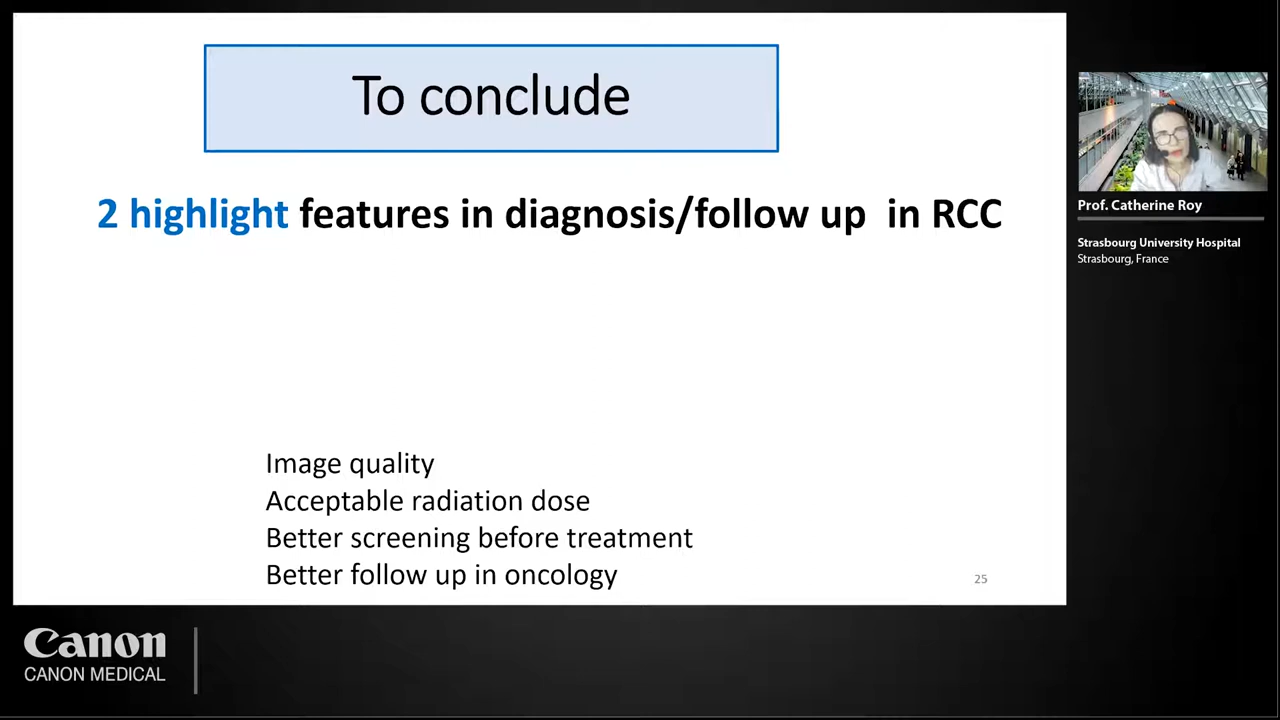 To conclude
2 highlight features in diagnosis/follow up in RCC
Image quality
Acceptable radiation dose
Better screening before treatment
Better follow up in oncology
25
Prof. Catherine Roy
Strasbourg University Hospital
Strasbourg, France
Canon
CANON MEDICAL